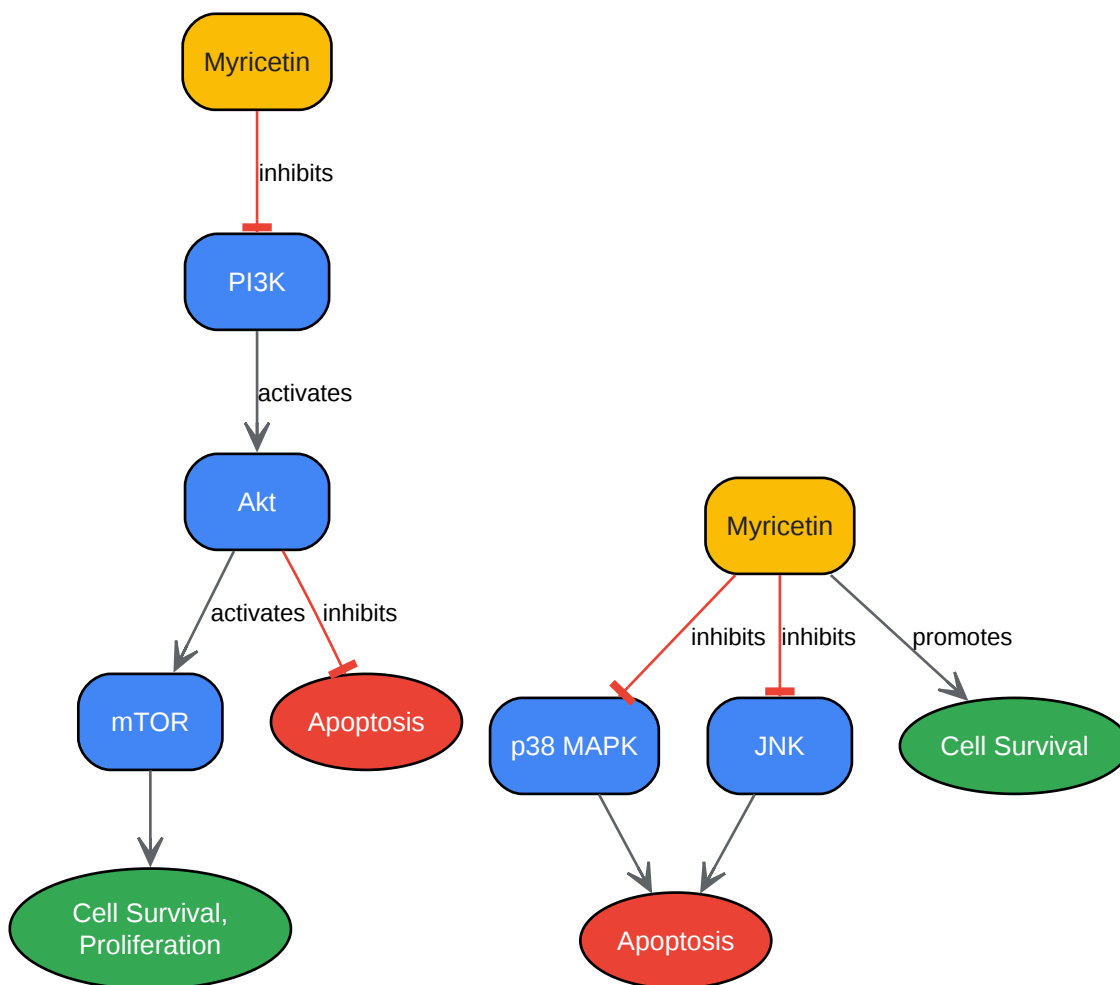 Myricetin
inhibits
PI3K
activates
Akt
activates
inhibits
mTOR
Apoptosis
Cell Survival,
Proliferation
Myricetin
inhibits
inhibits
promotes
p38 MAPK
JNK
Cell Survival
Apoptosis